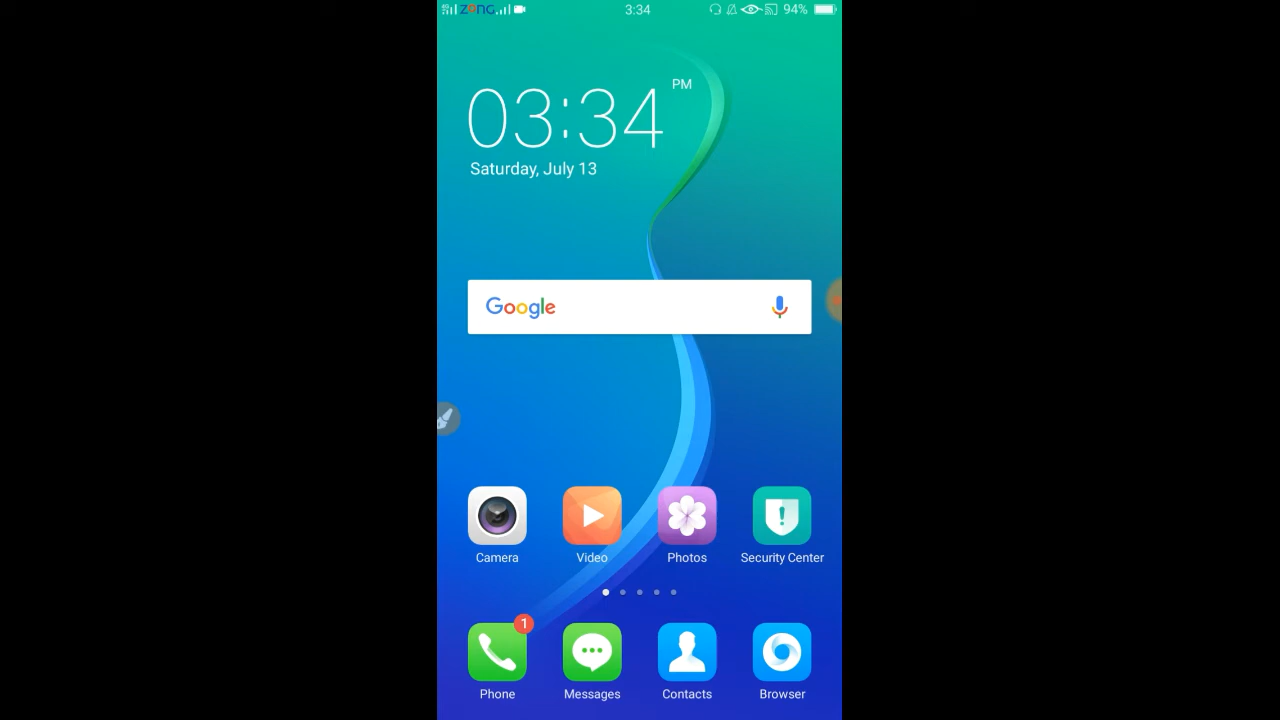 ZONG
3:34
94%
03:34 PM
Saturday, July 13
Google
Camera
Video
Photos
Security Center
1
Phone
Messages
Contacts
Browser